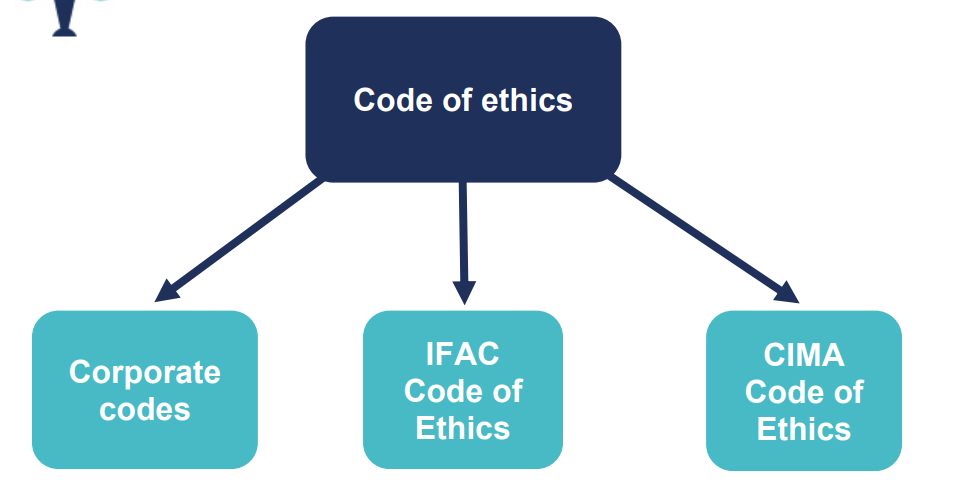 Code of ethics
Corporate
codes
IFAC
Code of
Ethics
CIMA
Code of
Ethics